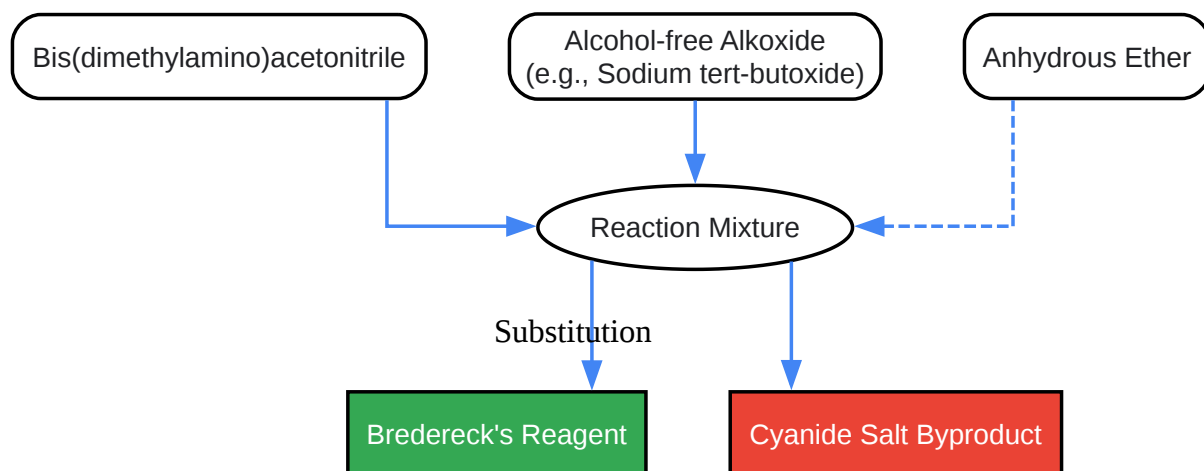 Bis(dimethylamino)acetonitrile
Alcohol-free Alkoxide
(e.g., Sodium tert-butoxide)
Anhydrous Ether
Reaction Mixture
Substitution
Bredereck's Reagent
Cyanide Salt Byproduct